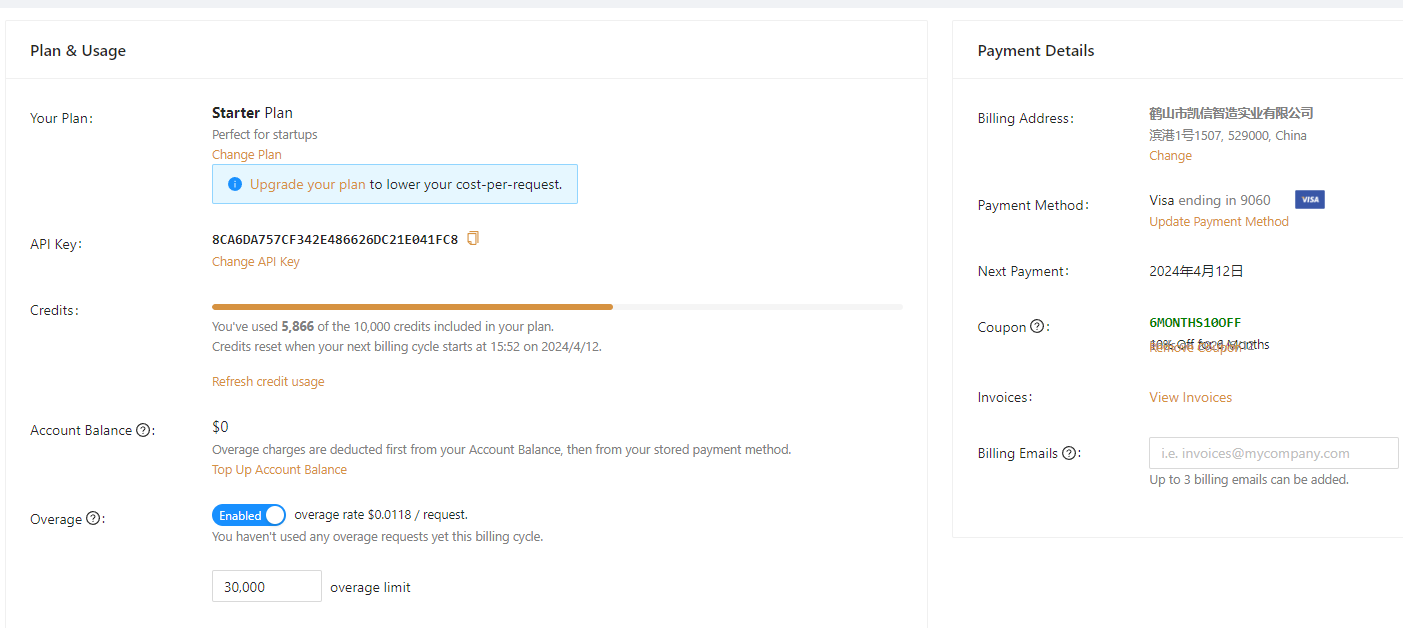 Plan & Usage
Your Plan:
Starter Plan
Perfect for startups
Change Plan
Upgrade your plan to lower your cost-per-request.
API Key:
8CA6DA757CF342E486626DC21E041FC8
Change API Key
Credits:
You've used 5,866 of the 10,000 credits included in your plan.
Credits reset when your next billing cycle starts at 15:52 on 2024/4/12.
Refresh credit usage
Account Balance ?:
$0
Overage charges are deducted first from your Account Balance, then from your stored payment method.
Top Up Account Balance
Overage ?:
Enabled overage rate $0.0118 / request.
You haven't used any overage requests yet this billing cycle.
30,000 overage limit
Payment Details
Billing Address:
鹤山市凯信智造实业有限公司
滨港1号1507, 529000, China
Change
Payment Method:
Visa ending in 9060 VISA
Update Payment Method
Next Payment:
2024年4月12日
Coupon ?:
6MONTHS10OFF
10% Off for 6 Months
Remove Coupon
Invoices:
View Invoices
Billing Emails ?:
i.e. invoices@mycompany.com
Up to 3 billing emails can be added.